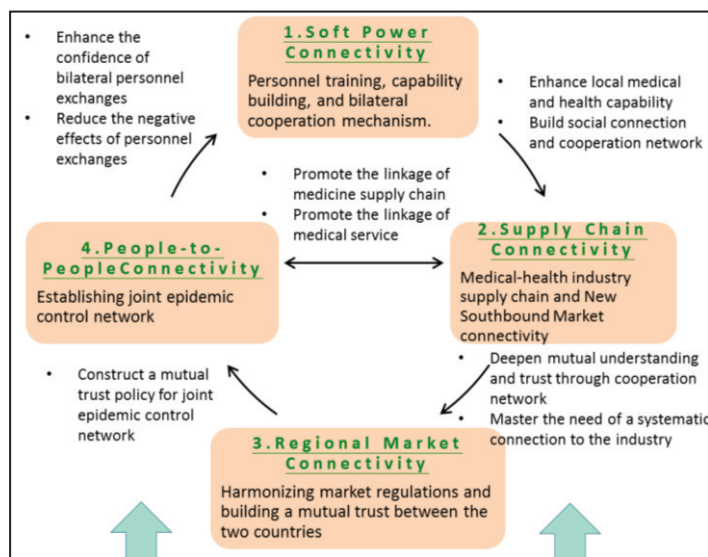 1.Soft Power
Connectivity
Personnel training, capability
building, and bilateral
cooperation mechanism.
• Enhance the
confidence of
bilateral personnel
exchanges
• Reduce the negative
effects of personnel
exchanges
• Enhance local medical
and health capability
• Build social connection
and cooperation network
• Promote the linkage of
medicine supply chain
• Promote the linkage of
medical service
4.People-to-
PeopleConnectivity
Establishing joint epidemic
control network
2.Supply Chain
Connectivity
Medical-health industry
supply chain and New
Southbound Market
connectivity
• Construct a mutual
trust policy for joint
epidemic control
network
• Deepen mutual understanding
and trust through cooperation
network
• Master the need of a systematic
connection to the industry
3.Regional Market
Connectivity
Harmonizing market regulations and
building a mutual trust between the
two countries